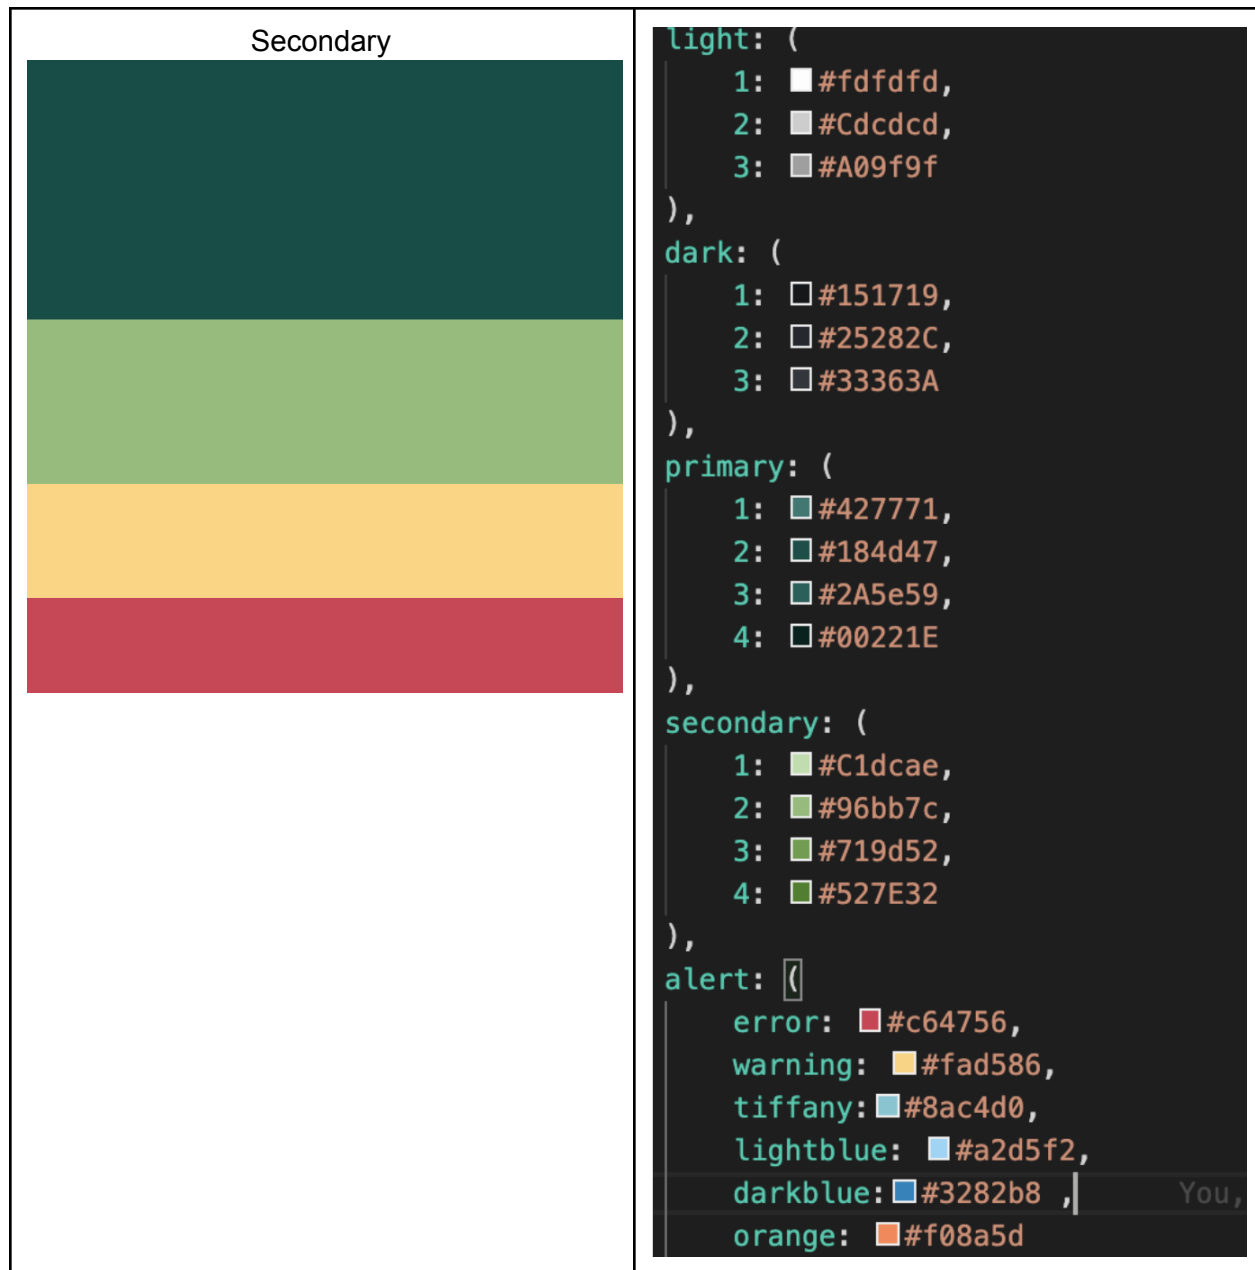 Secondary
light: (
1: #fdfdfd,
2: #Cdcdcd,
3: #A09f9f
),
dark: (
1: #151719,
2: #25282C,
3: #33363A
),
primary: (
1: #427771,
2: #184d47,
3: #2A5e59,
4: #00221E
),
secondary: (
1: #C1dcae,
2: #96bb7c,
3: #719d52,
4: #527E32
),
alert: (
error: #c64756,
warning: #fad586,
tiffany: #8ac4d0,
lightblue: #a2d5f2,
darkblue: #3282b8 , You,
orange: #f08a5d